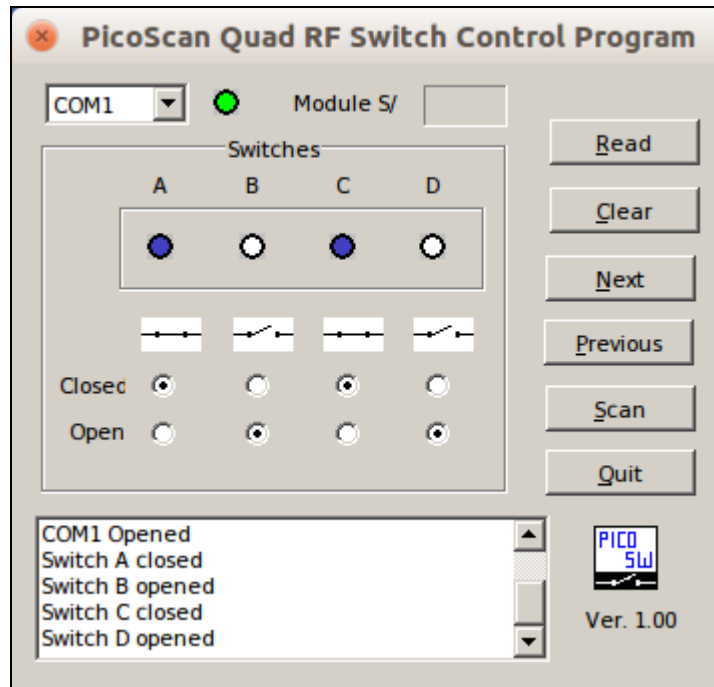 PicoScan Quad RF Switch Control Program
COM1 Module S/
Switches
A B C D
Closed
Open
Read
Clear
Next
Previous
Scan
Quit
COM1 Opened
Switch A closed
Switch B opened
Switch C closed
Switch D opened
PICO
SW
Ver. 1.00